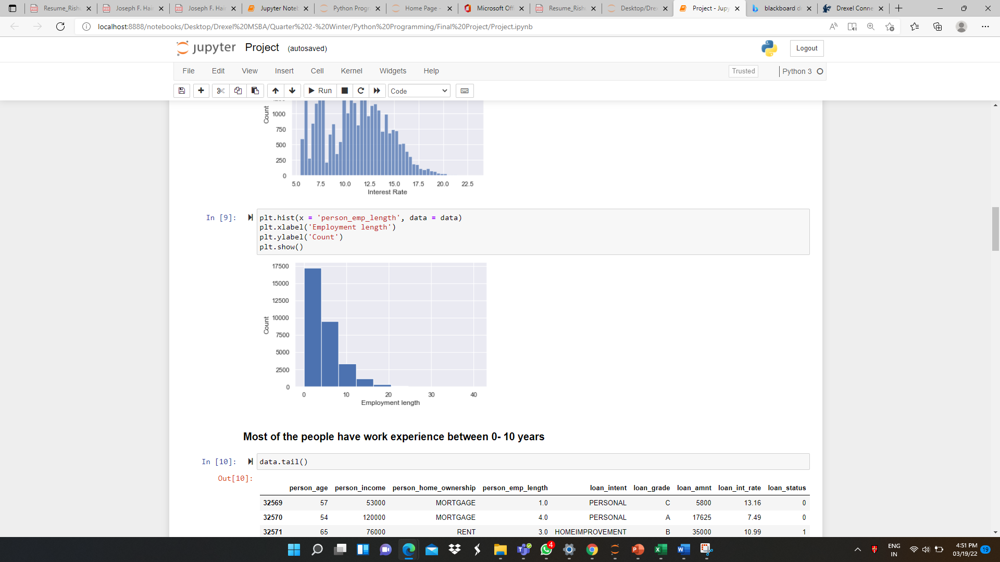 Resume_Rish
Joseph F. Hair
Joseph F. Hair
Jupyter Note
Python Progr
Home Page -
Microsoft Off
Resume_Rish
Desktop/Dre
Project - Jupy
blackboard d
Drexel Conne
localhost:8888/notebooks/Desktop/Drexel%20MSBA/Quarter%202-%20Winter/Python%20Programming/Final%20Project/Project.ipynb
jupyter Project (autosaved)
Logout
File Edit View Insert Cell Kernel Widgets Help
Trusted
Python 3
Run
Code
Count
1000
750
500
250
0
5.0 7.5 10.0 12.5 15.0 17.5 20.0 22.5
Interest Rate
In [9]:
plt.hist(x = 'person_emp_length', data = data)
plt.xlabel('Employment length')
plt.ylabel('Count')
plt.show()
17500
15000
12500
10000
7500
5000
2500
0
Count
0 10 20 30 40
Employment length
Most of the people have work experience between 0- 10 years
In [10]:
data.tail()
Out[10]:
person_age person_income person_home_ownership person_emp_length loan_intent loan_grade loan_amnt loan_int_rate loan_status
32569 57 53000 MORTGAGE 1.0 PERSONAL C 5800 13.16 0
32570 54 120000 MORTGAGE 4.0 PERSONAL A 17625 7.49 0
32571 65 76000 RENT 3.0 HOMEIMPROVEMENT B 35000 10.99 1
4
ENG
IN
4:51 PM
03/19/22
19